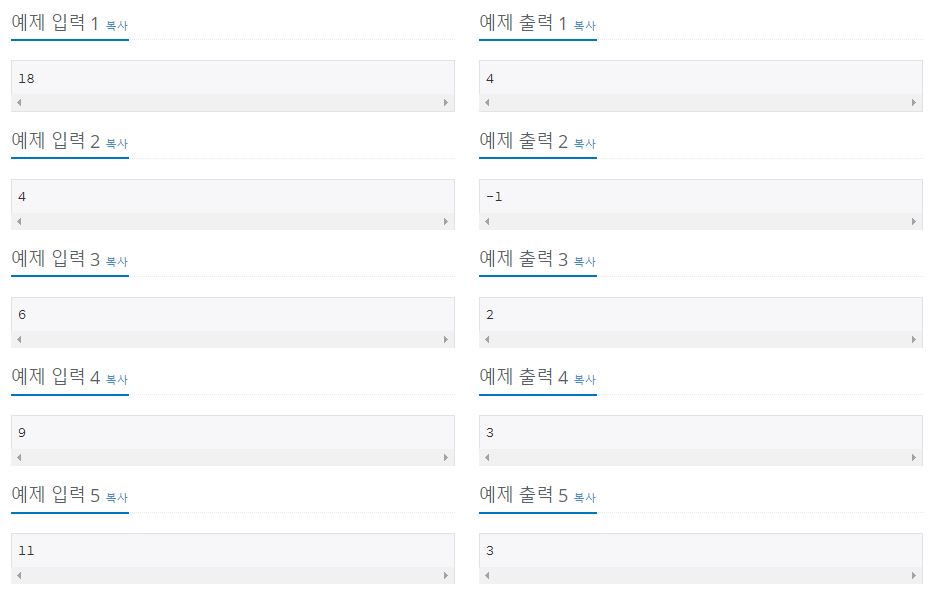 예제 입력 1 복사
예제 출력 1 복사
18
4
예제 입력 2 복사
예제 출력 2 복사
4
-1
예제 입력 3 복사
예제 출력 3 복사
6
2
예제 입력 4 복사
예제 출력 4 복사
9
3
예제 입력 5 복사
예제 출력 5 복사
11
3